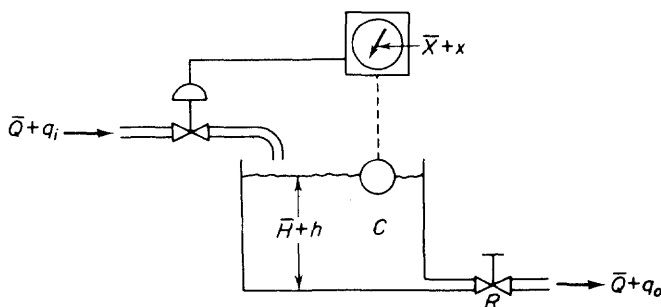 X̄ + x
Q̄ + qᵢ
H̄ + h
C
R
Q̄ + qₒ